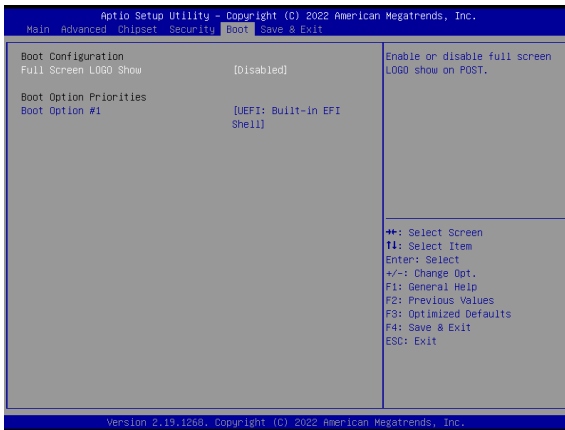 Aptio Setup Utility – Copyright (C) 2022 American Megatrends, Inc.
Main Advanced Chipset Security Boot Save & Exit
Boot Configuration
Full Screen LOGO Show [Disabled]
Boot Option Priorities
Boot Option #1 [UEFI: Built-in EFI
Shell]
Enable or disable full screen
LOGO show on POST.
→←: Select Screen
↑↓: Select Item
Enter: Select
+/-: Change Opt.
F1: General Help
F2: Previous Values
F3: Optimized Defaults
F4: Save & Exit
ESC: Exit
Version 2.19.1268. Copyright (C) 2022 American Megatrends, Inc.